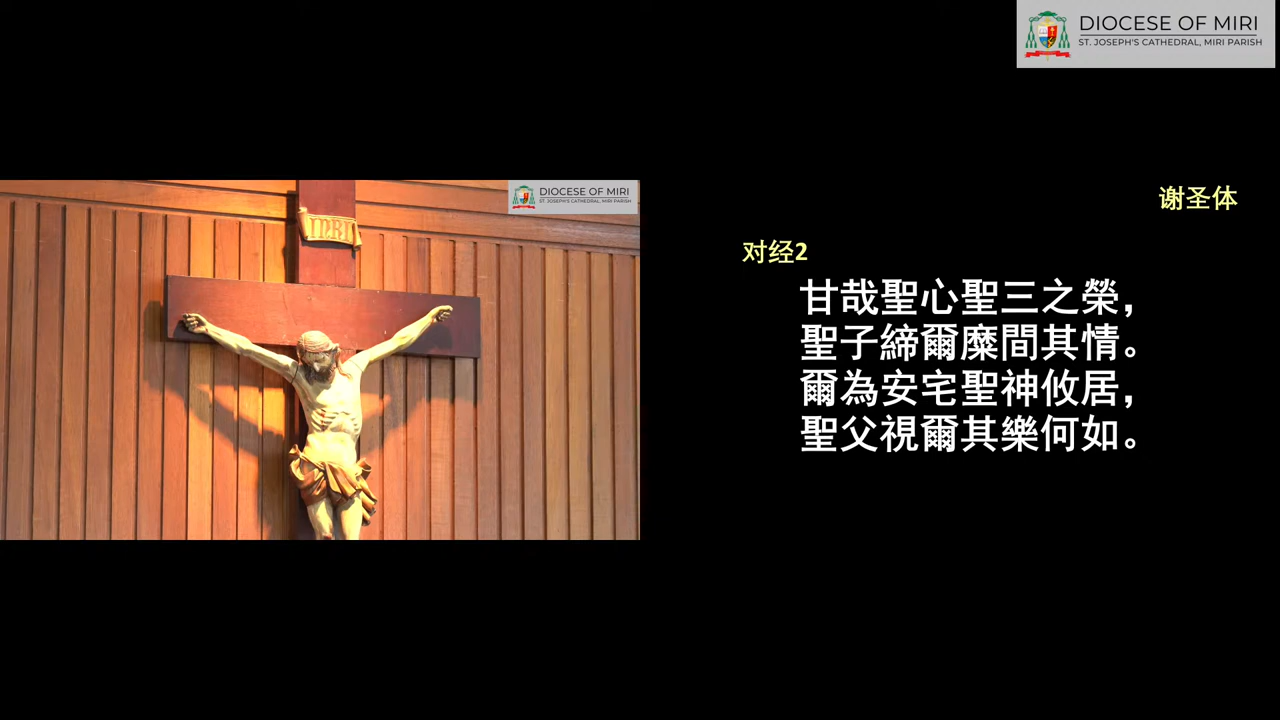 DIOCESE OF MIRI
ST. JOSEPH'S CATHEDRAL, MIRI PARISH
DIOCESE OF MIRI
ST. JOSEPH'S CATHEDRAL, MIRI PARISH
INRI
谢圣体
对经2
甘哉聖心聖三之榮，
聖子締爾糜間其情。
爾為安宅聖神攸居，
聖父視爾其樂何如。